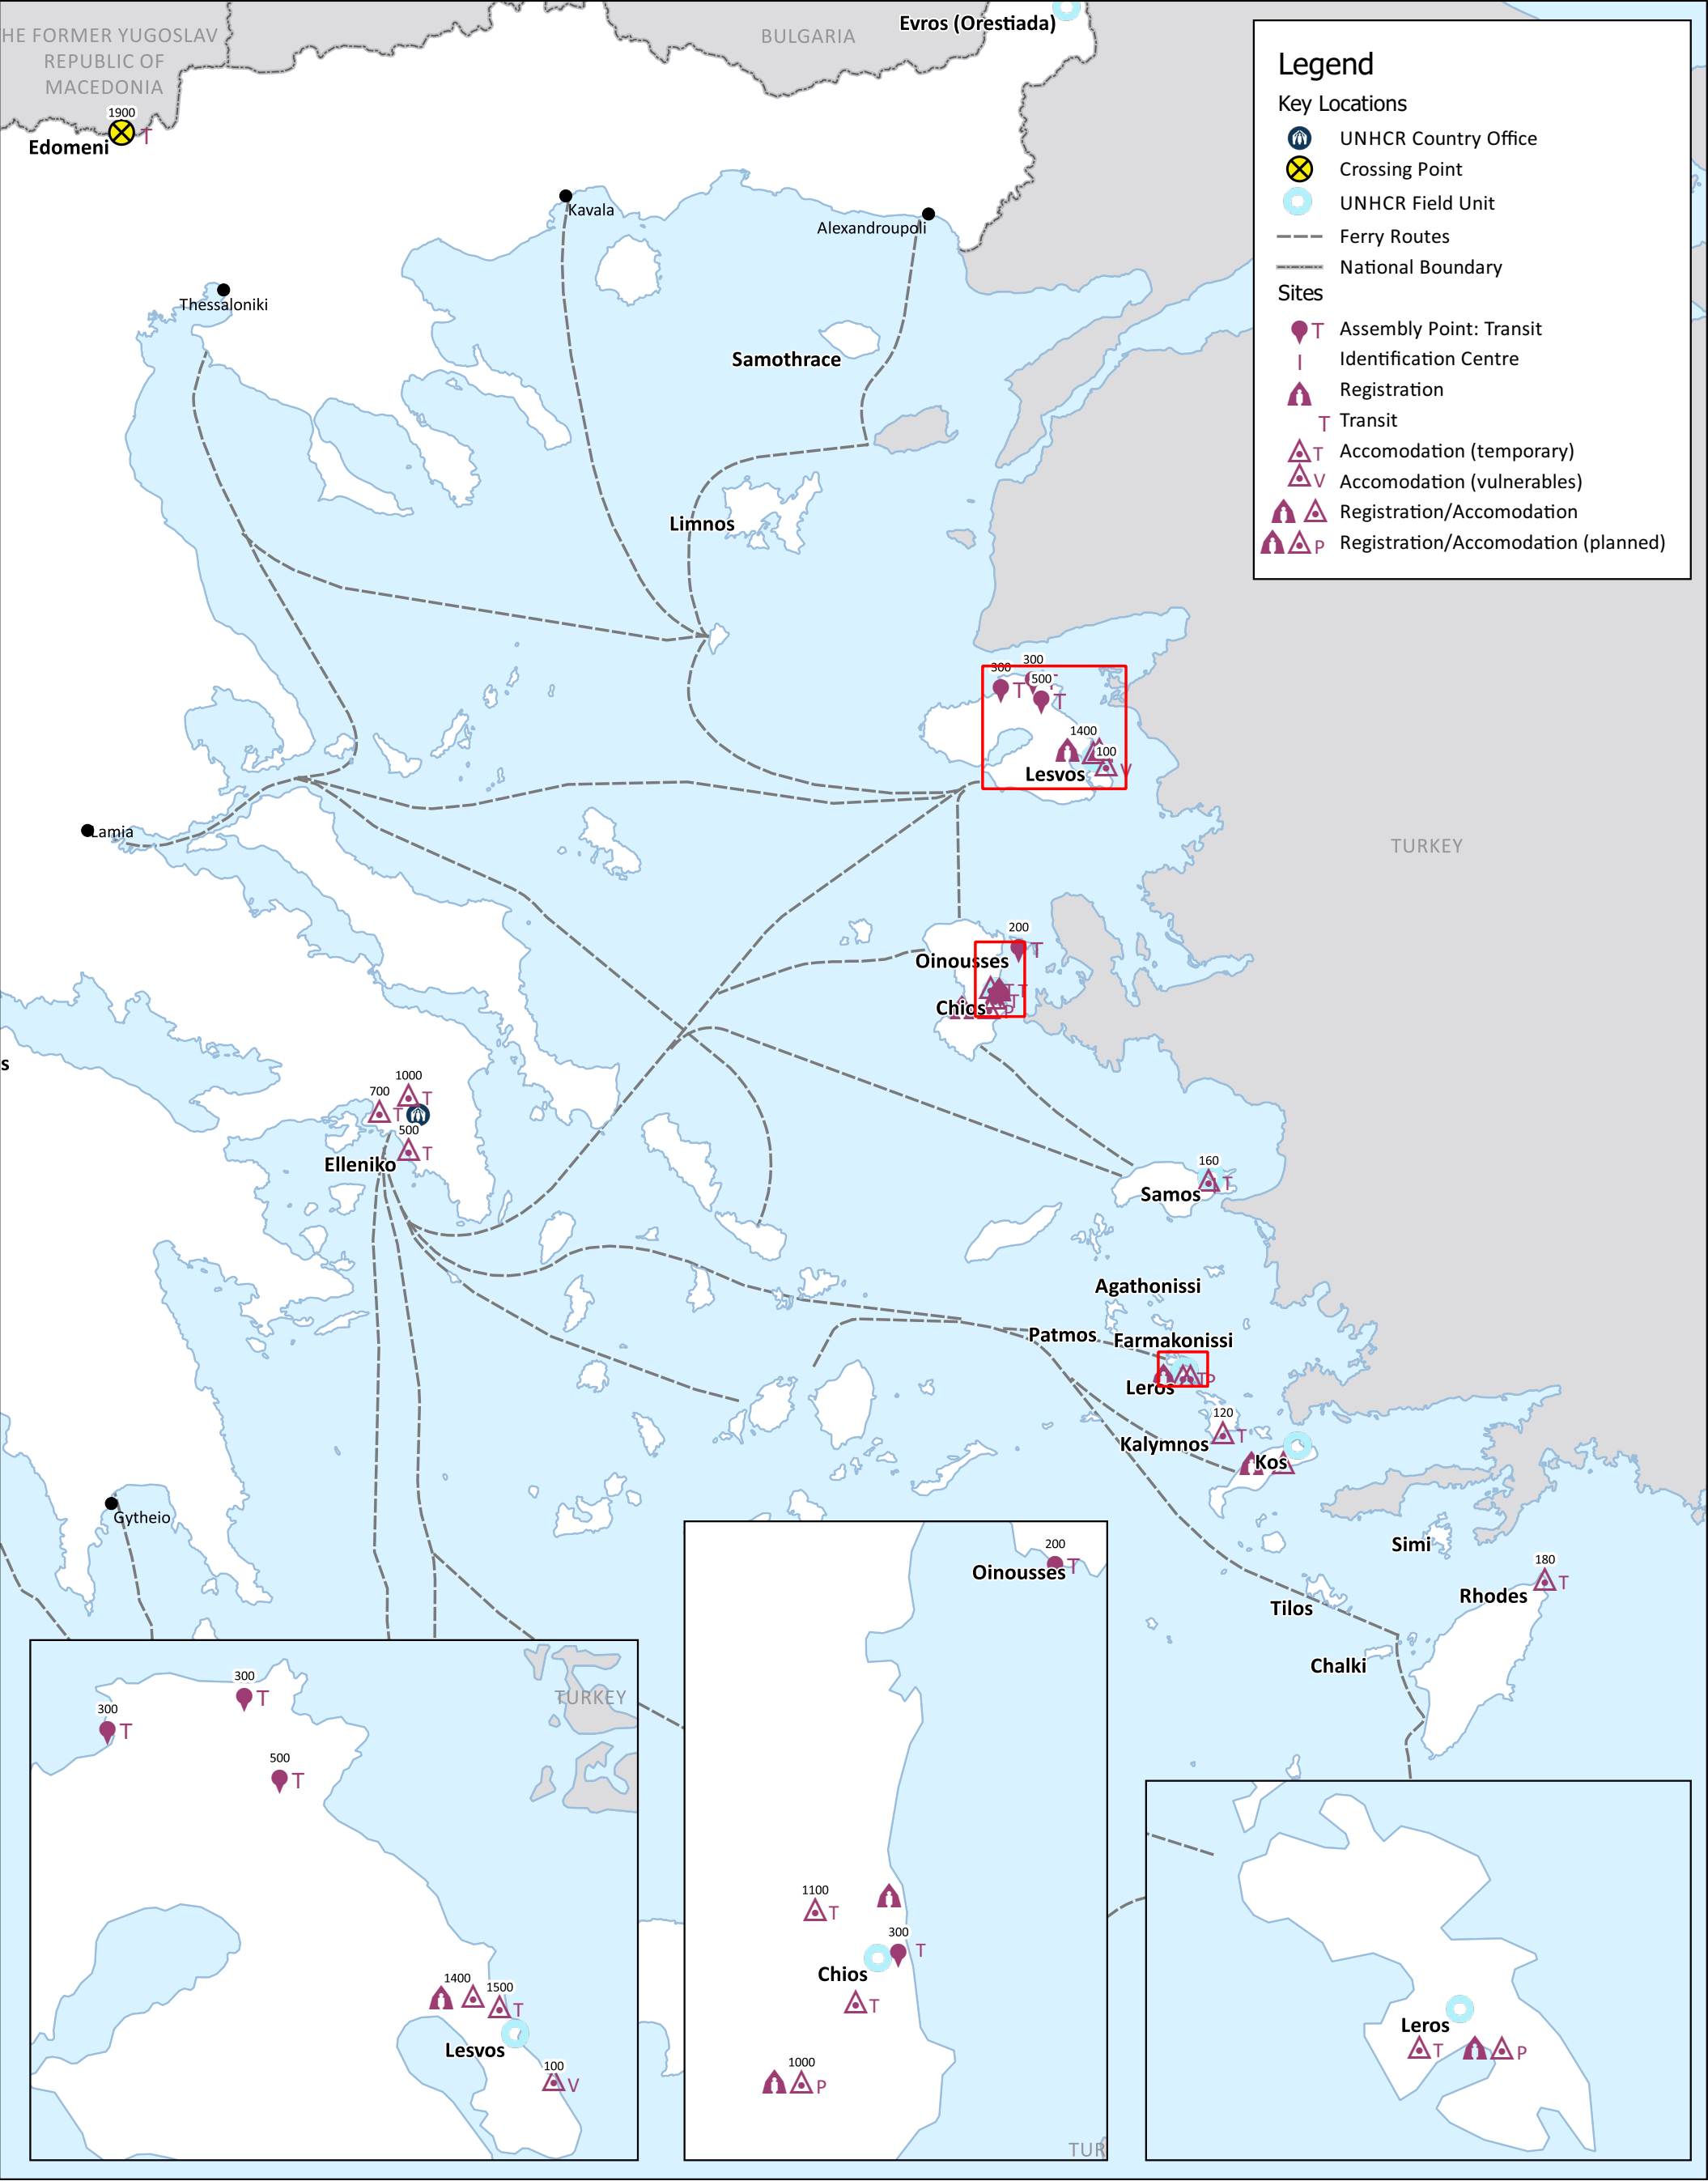 HE FORMER YUGOSLAV
REPUBLIC OF
MACEDONIA
BULGARIA
Evros (Orestiada)
1900
T
Edomeni
Kavala
Alexandroupoli
Thessaloniki
Samothrace
Limnos
Legend
Key Locations
UNHCR Country Office
Crossing Point
UNHCR Field Unit
Ferry Routes
National Boundary
Sites
T Assembly Point: Transit
I Identification Centre
Registration
T Transit
T Accomodation (temporary)
V Accomodation (vulnerables)
Registration/Accomodation
P Registration/Accomodation (planned)
300
300
T
500
T
1400
100
V
Lesvos
Lamia
TURKEY
200
T
Oinousses
T
T
Chios
P
s
1000
T
700
T
500
T
Elleniko
160
T
Samos
Agathonissi
Patmos
Farmakonissi
Leros
TP
120
T
Kalymnos
Kos
Gytheio
Simi
180
T
Rhodes
Tilos
Chalki
TURKEY
300
T
300
T
500
T
1400
1500
T
Lesvos
100
V
200
T
Oinousses
1100
T
300
T
Chios
T
1000
P
TUR
Leros
T
P